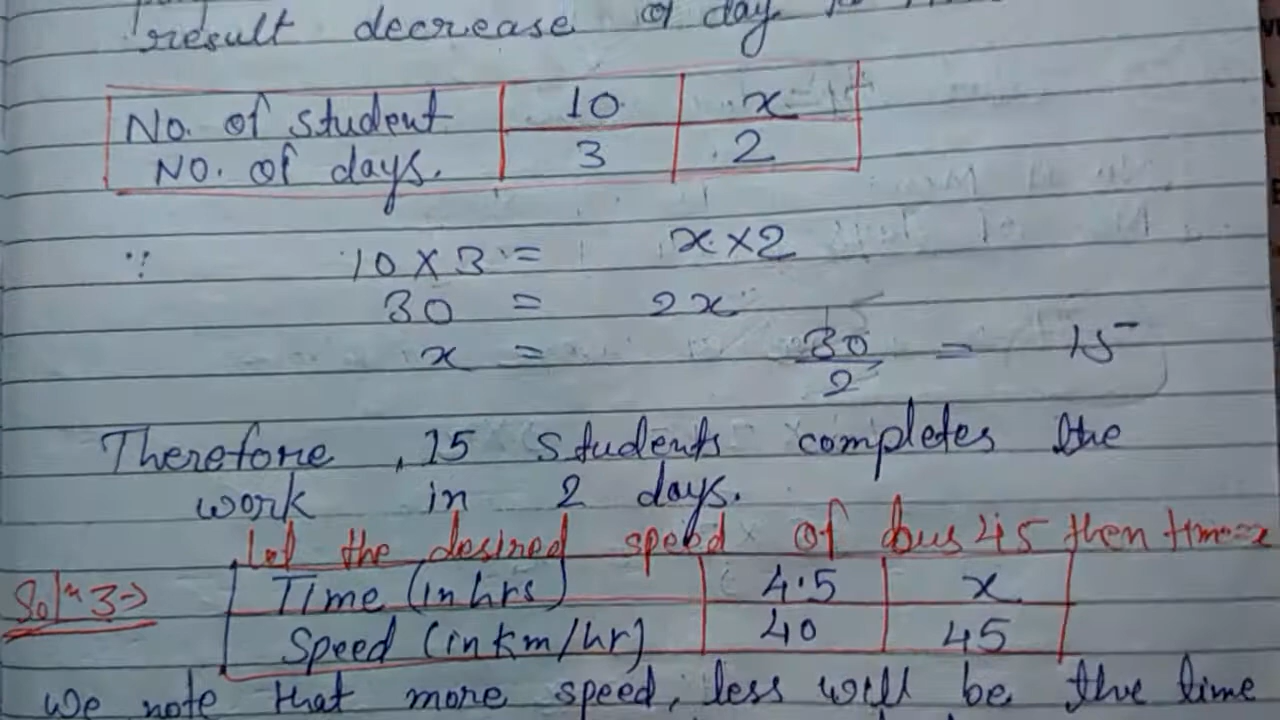 result decrease of day
No. of student 10 x
No. of days. 3 2
∵ 10 × 3 = x × 2
30 = 2x
x = 30/2 = 15
Therefore, 15 students completes the
work in 2 days.
Let the desired speed of bus 45 then time = x
Solⁿ 3→ Time (in hrs) 4.5 x
Speed (in km/hr) 40 45
we note that more speed, less will be the time